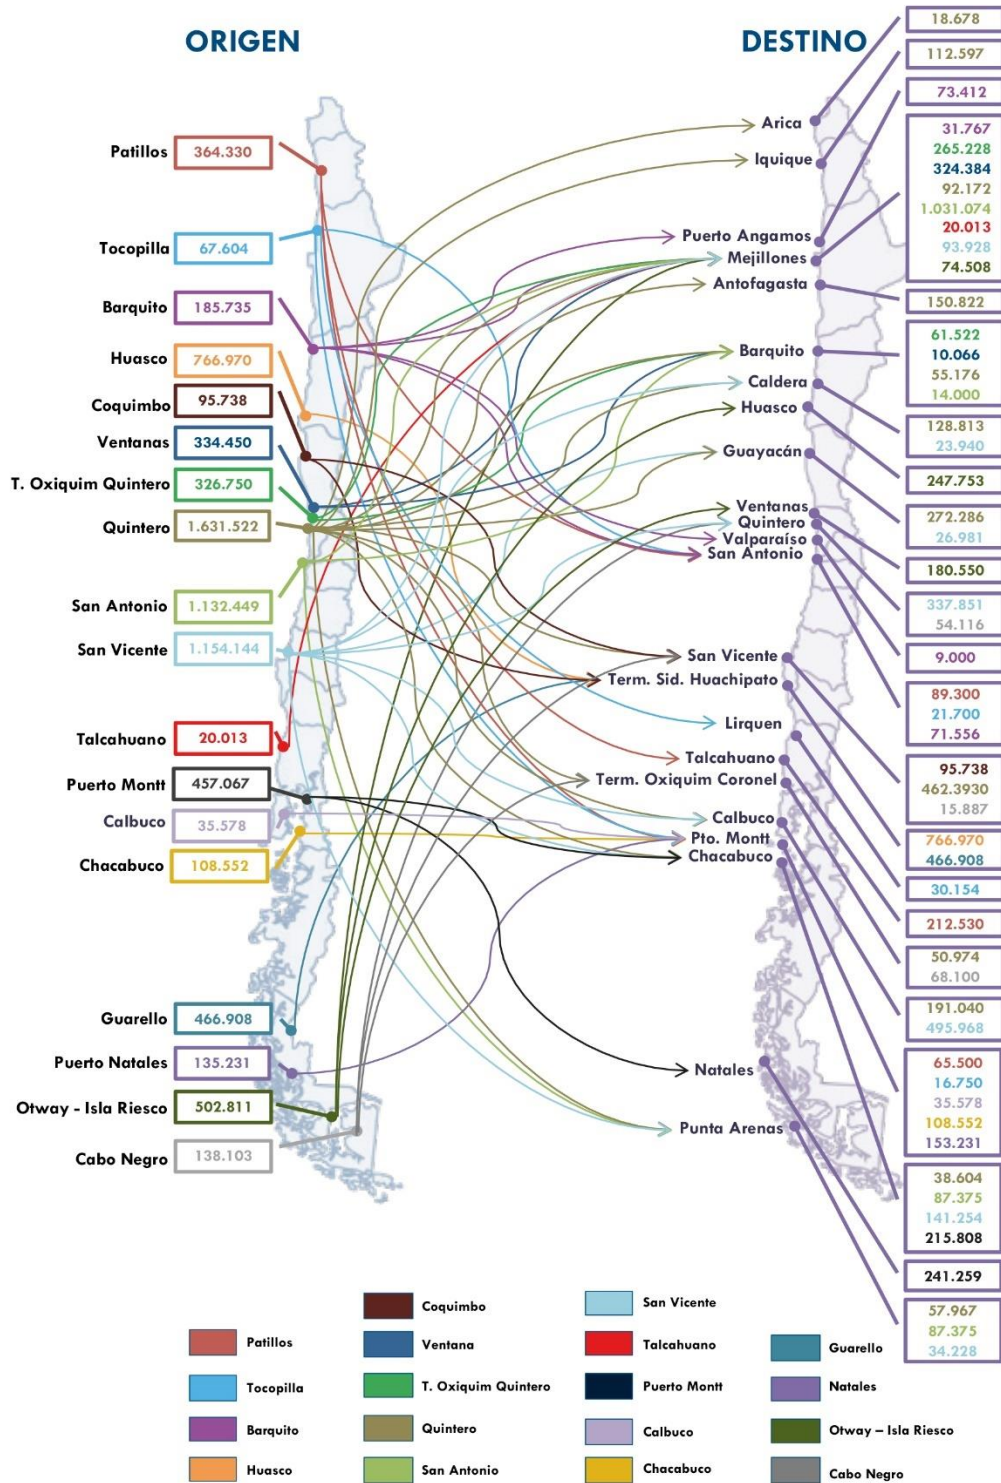 ORIGEN
Patillos 364.330
Tocopilla 67.604
Barquito 185.735
Huasco 766.970
Coquimbo 95.738
Ventanas 334.450
T. Oxiquim Quintero 326.750
Quintero 1.631.522
San Antonio 1.132.449
San Vicente 1.154.144
Talcahuano 20.013
Puerto Montt 457.067
Calbuco 35.578
Chacabuco 108.552
Guarello 466.908
Puerto Natales 135.231
Otway - Isla Riesco 502.811
Cabo Negro 138.103
DESTINO
Arica
Iquique
Puerto Angamos
Mejillones
Antofagasta
Barquito
Caldera
Huasco
Guayacán
Ventanas
Quintero
Valparaíso
San Antonio
San Vicente
Term. Sid. Huachipato
Lirquen
Talcahuano
Term. Oxiquim Coronel
Calbuco
Pto. Montt
Chacabuco
Natales
Punta Arenas
18.678
112.597
73.412
31.767
265.228
324.384
92.172
1.031.074
20.013
93.928
74.508
150.822
61.522
10.066
55.176
14.000
128.813
23.940
247.753
272.286
26.981
180.550
337.851
54.116
9.000
89.300
21.700
71.556
95.738
462.3930
15.887
766.970
466.908
30.154
212.530
50.974
68.100
191.040
495.968
65.500
16.750
35.578
108.552
153.231
38.604
87.375
141.254
215.808
241.259
57.967
87.375
34.228
Patillos
Tocopilla
Barquito
Huasco
Coquimbo
Ventana
T. Oxiquim Quintero
Quintero
San Antonio
San Vicente
Talcahuano
Puerto Montt
Calbuco
Chacabuco
Guarello
Natales
Otway – Isla Riesco
Cabo Negro